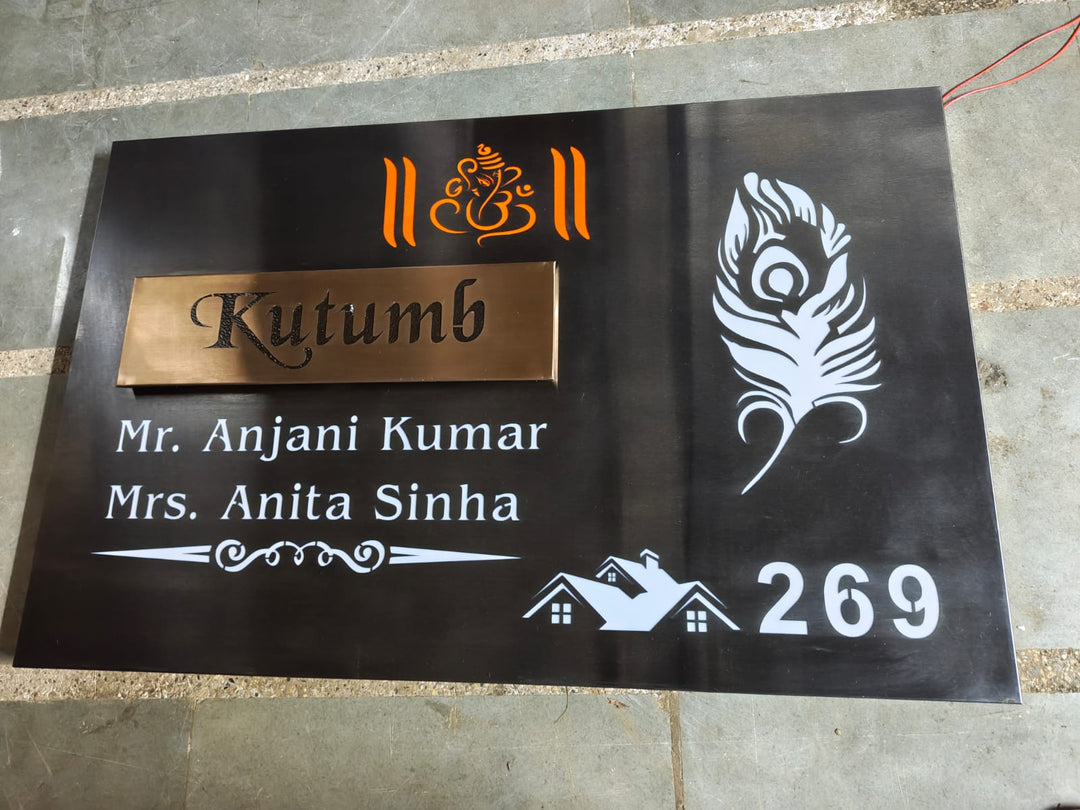 Kutumb
Mr. Anjani Kumar
Mrs. Anita Sinha
269